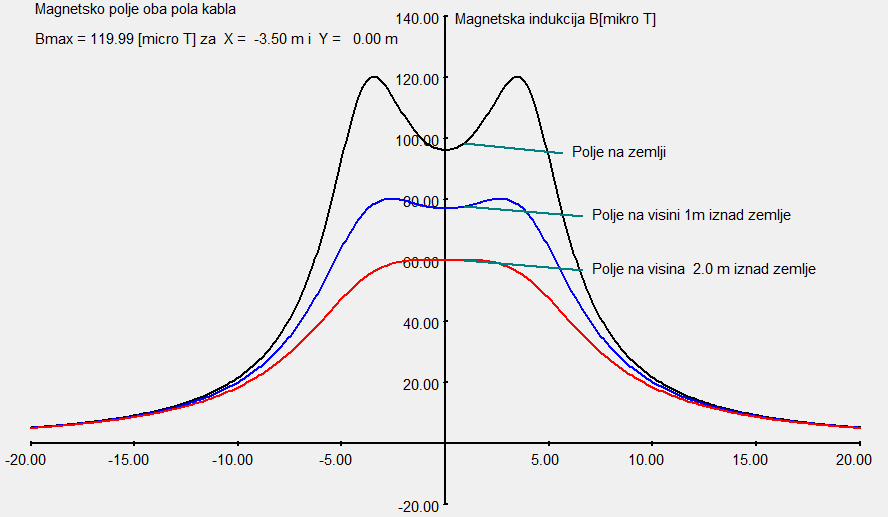 Magnetsko polje oba pola kabla
Bmax = 119.99 [micro T] za X = -3.50 m i Y = 0.00 m
140.00
Magnetska indukcija B[mikro T]
120.00
100.00
Polje na zemlji
80.00
Polje na visini 1m iznad zemlje
60.00
Polje na visina 2.0 m iznad zemlje
40.00
20.00
-20.00 -15.00 -10.00 -5.00 5.00 10.00 15.00 20.00
-20.00